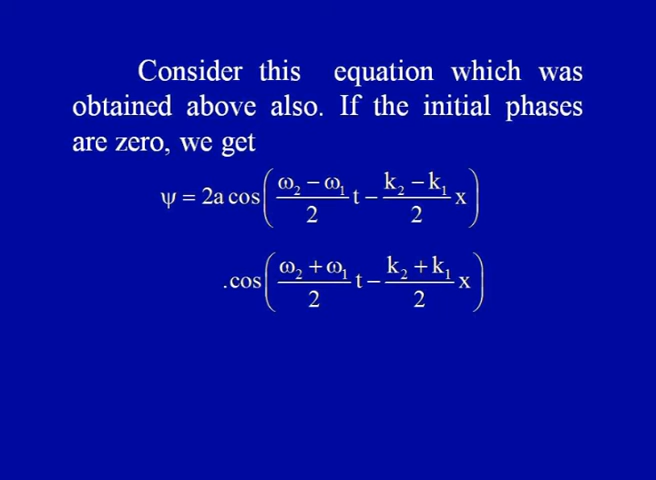 Consider this equation which was
obtained above also. If the initial phases
are zero, we get
ψ = 2a cos( (ω₂ − ω₁)/2 t − (k₂ − k₁)/2 x )
.cos( (ω₂ + ω₁)/2 t − (k₂ + k₁)/2 x )